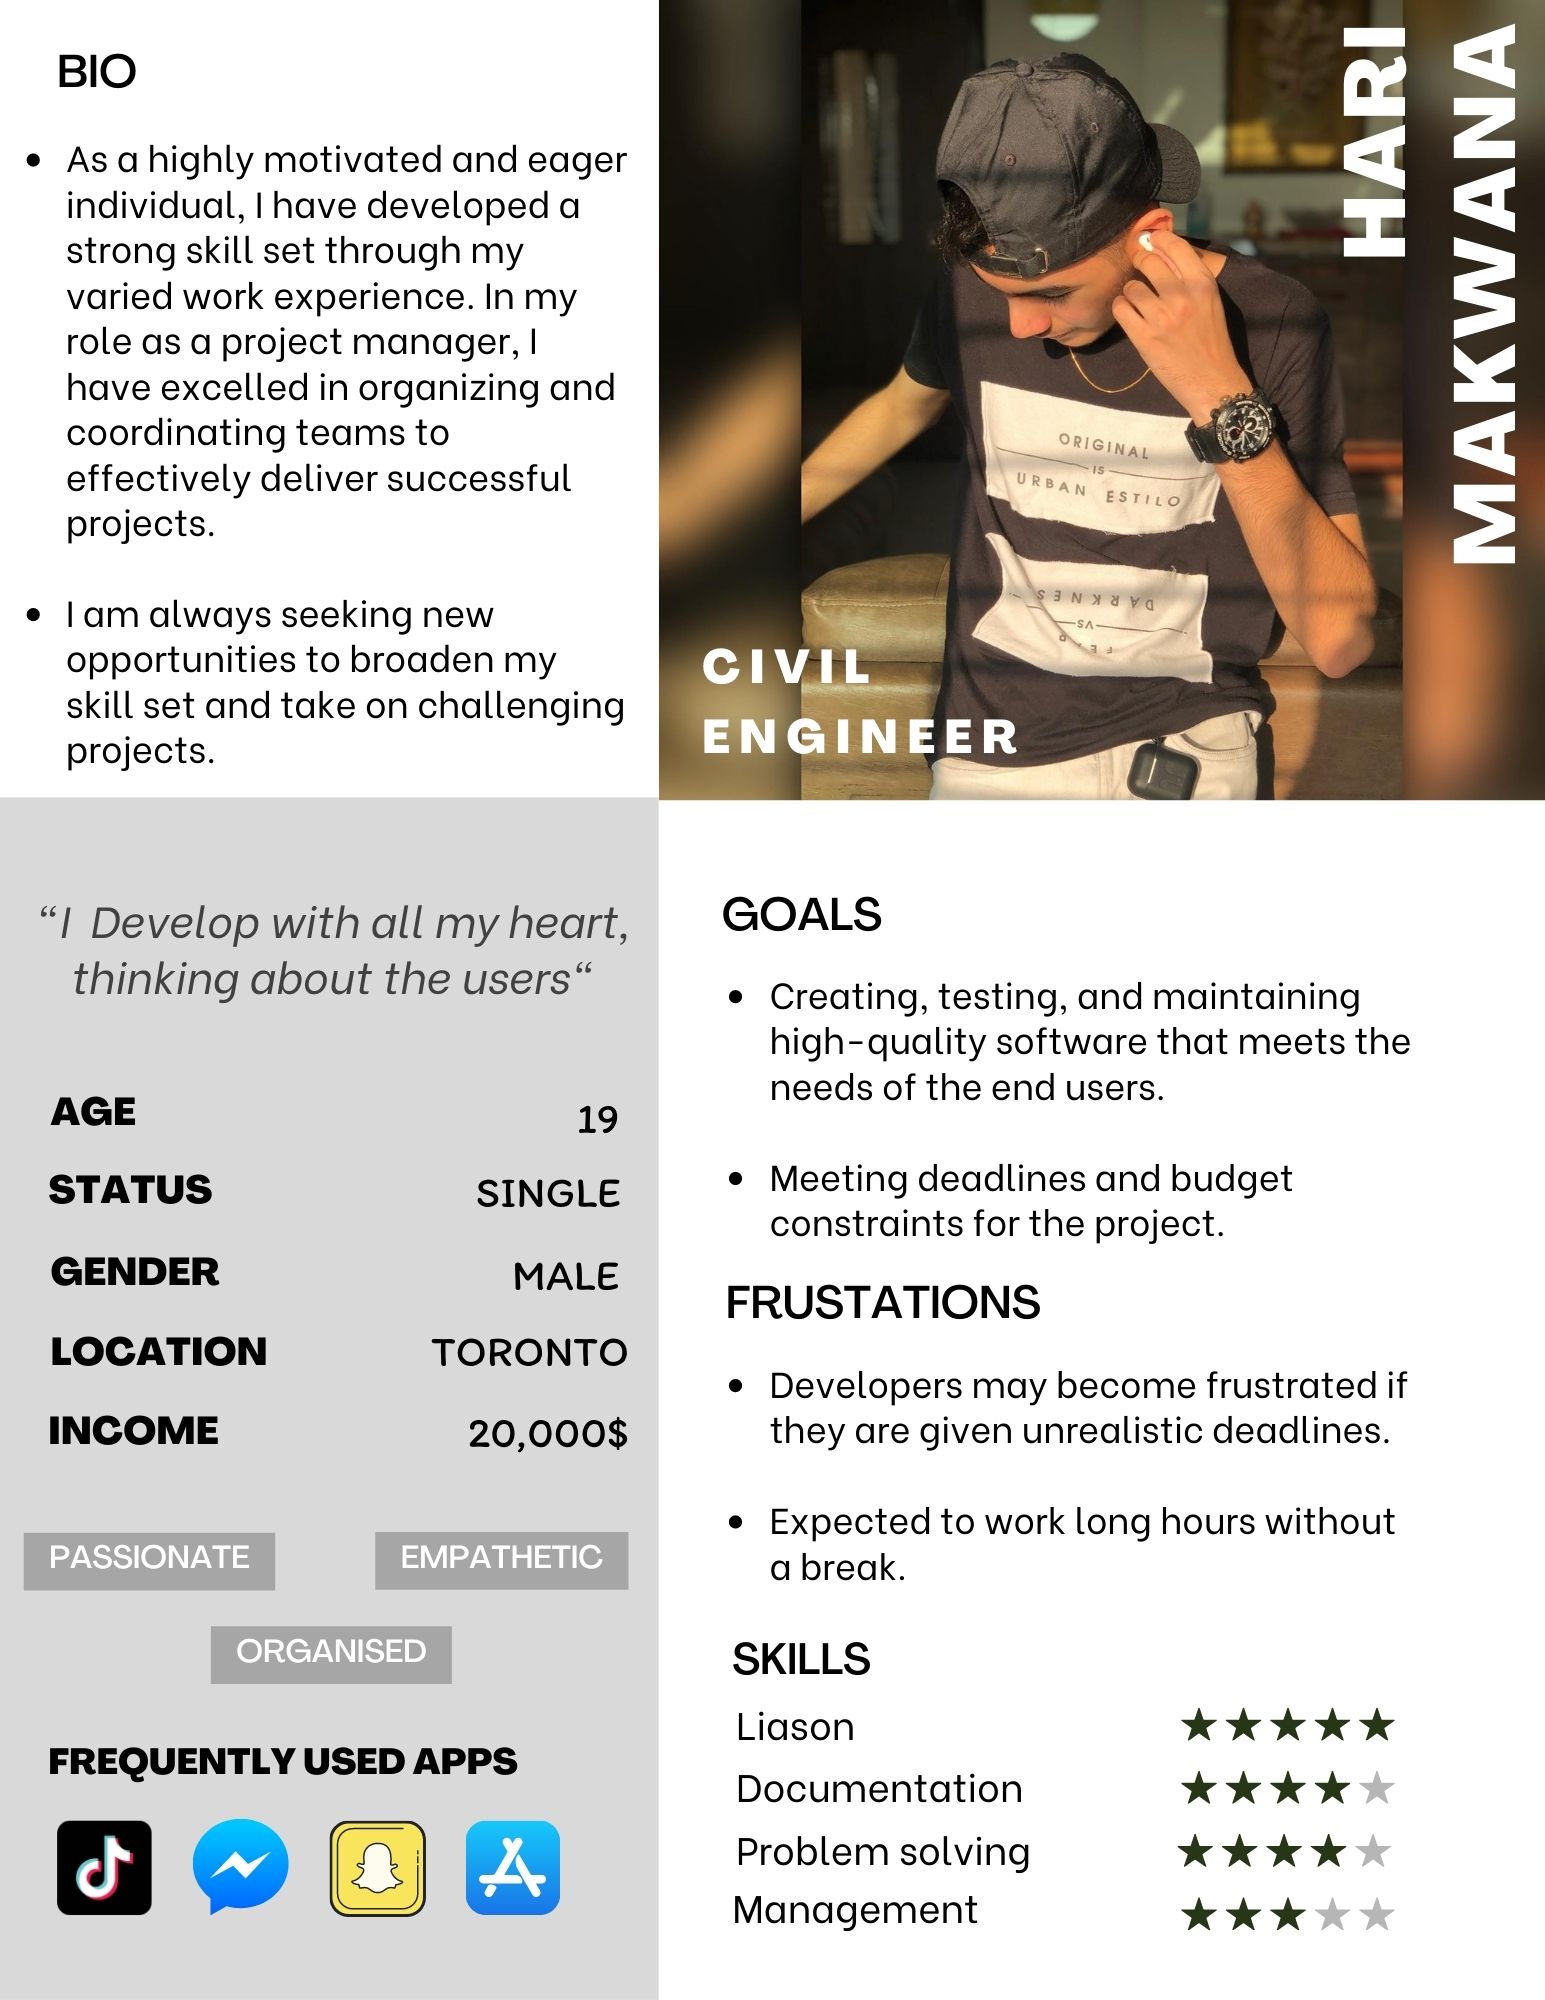 BIO
• As a highly motivated and eager
individual, I have developed a
strong skill set through my
varied work experience. In my
role as a project manager, I
have excelled in organizing and
coordinating teams to
effectively deliver successful
projects.
• I am always seeking new
opportunities to broaden my
skill set and take on challenging
projects.
HARI
MAKWANA
ORIGINAL
IS
URBAN ESTILO
DARKNES
VS
FEAR
CIVIL
ENGINEER
“I Develop with all my heart,
thinking about the users“
AGE 19
STATUS SINGLE
GENDER MALE
LOCATION TORONTO
INCOME 20,000$
PASSIONATE EMPATHETIC
ORGANISED
FREQUENTLY USED APPS
GOALS
• Creating, testing, and maintaining
high-quality software that meets the
needs of the end users.
• Meeting deadlines and budget
constraints for the project.
FRUSTATIONS
• Developers may become frustrated if
they are given unrealistic deadlines.
• Expected to work long hours without
a break.
SKILLS
Liason
Documentation
Problem solving
Management